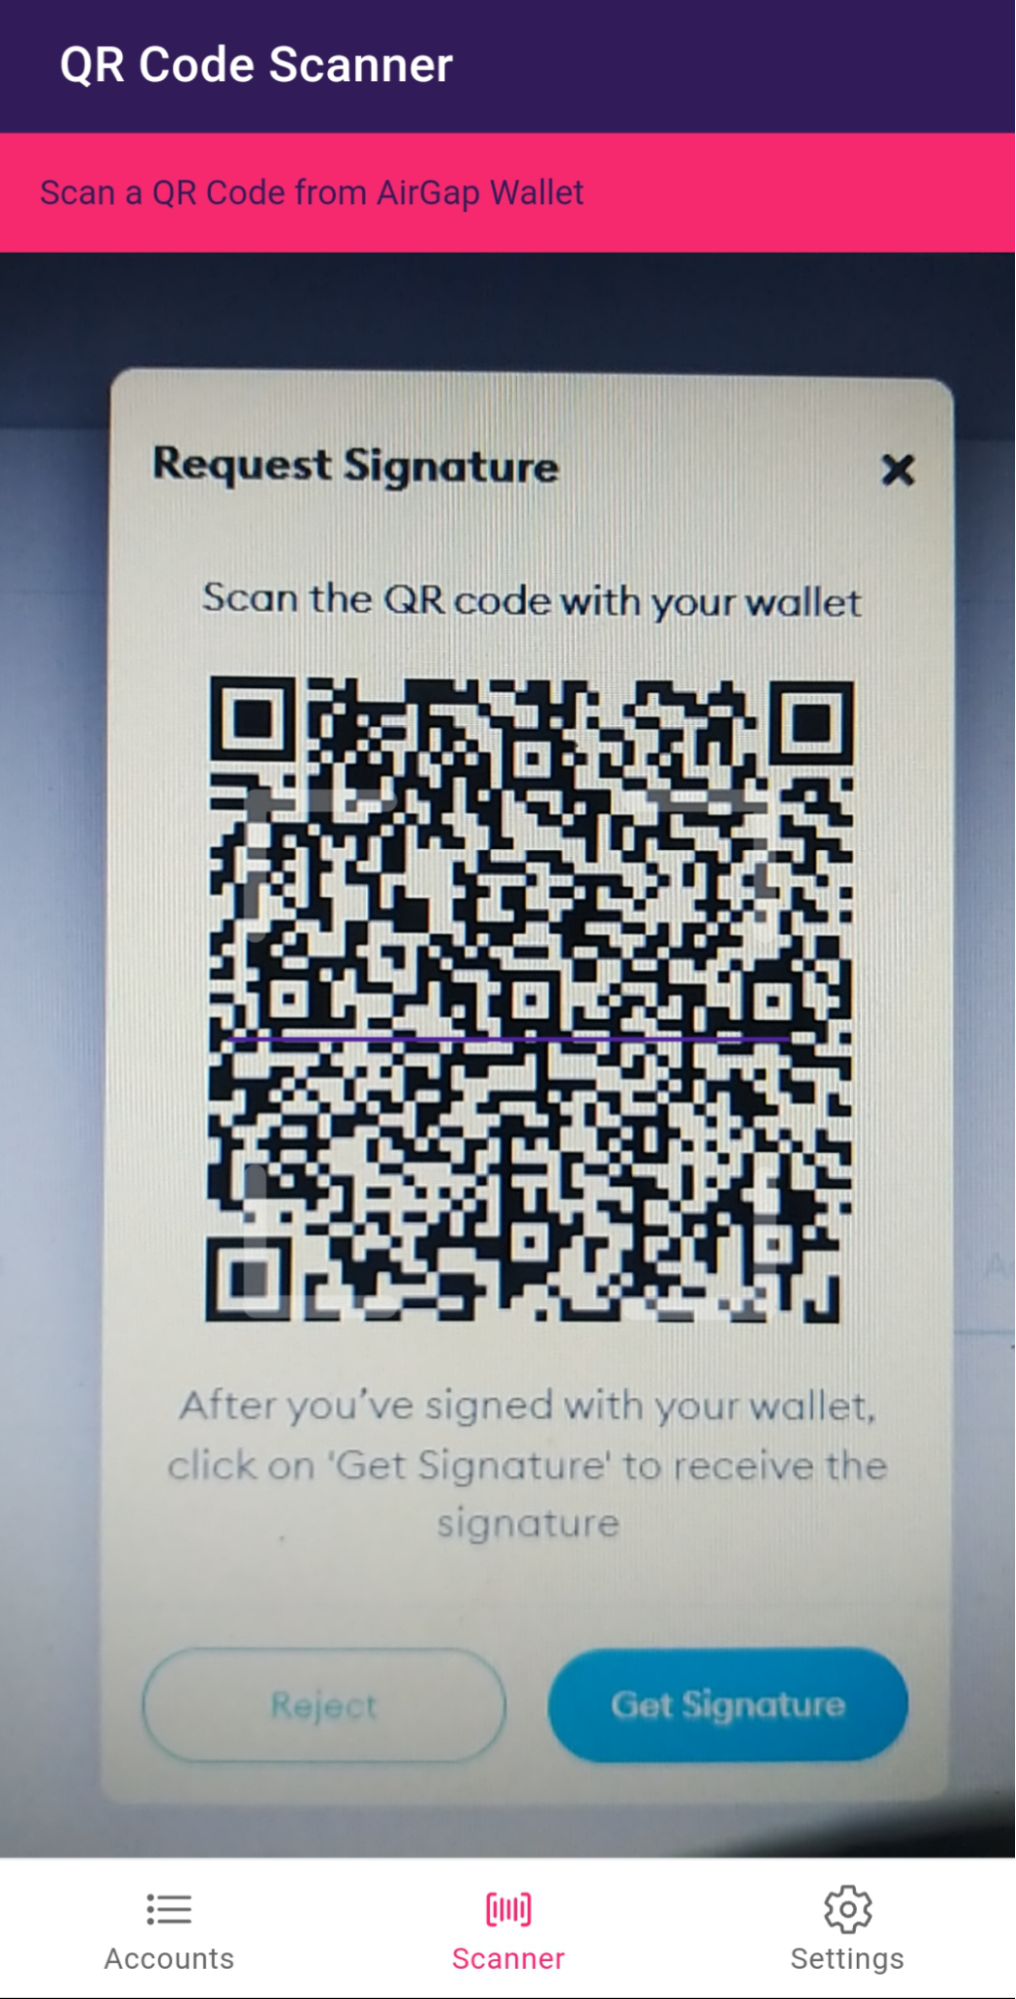 QR Code Scanner
Scan a QR Code from AirGap Wallet
Request Signature
Scan the QR code with your wallet
After you've signed with your wallet,
click on 'Get Signature' to receive the
signature
Reject
Get Signature
Accounts
Scanner
Settings